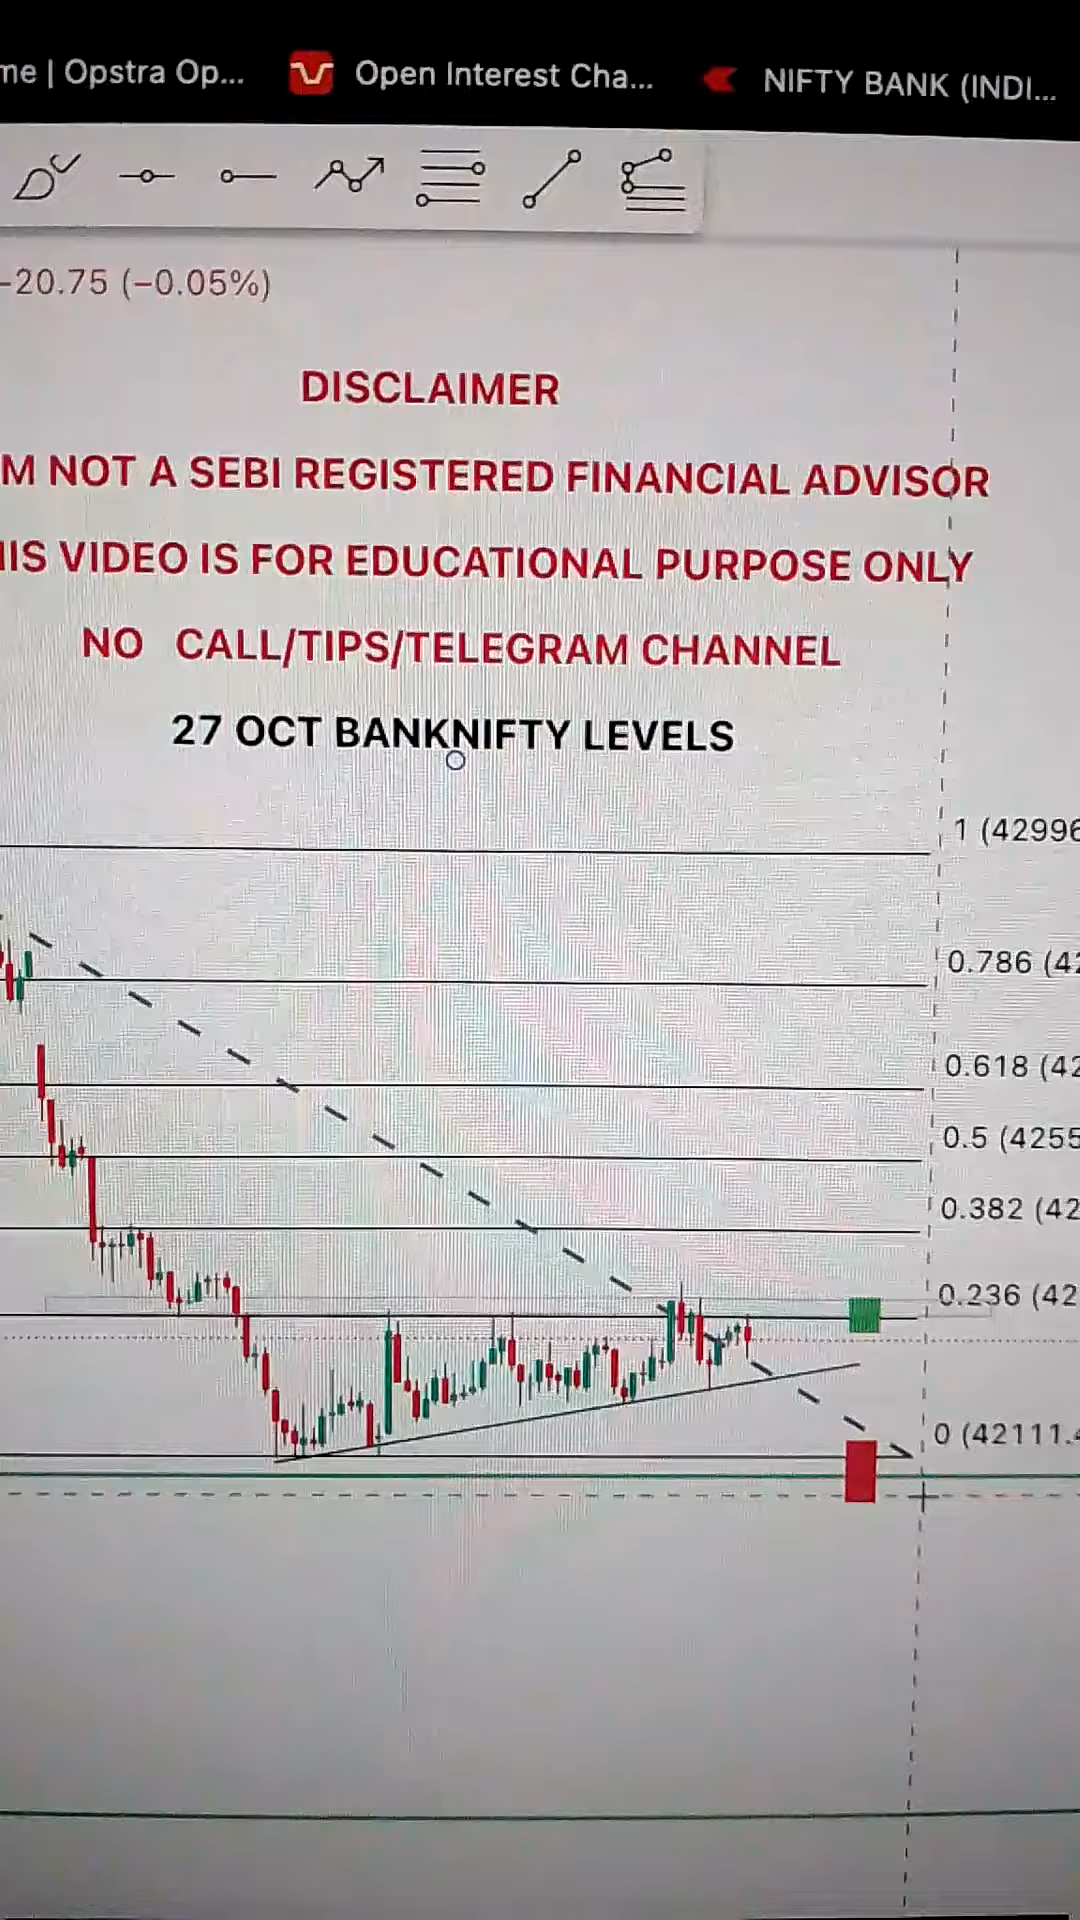 me | Opstra Op... Open Interest Cha... NIFTY BANK (INDI...
-20.75 (-0.05%)
DISCLAIMER
M NOT A SEBI REGISTERED FINANCIAL ADVISOR
HIS VIDEO IS FOR EDUCATIONAL PURPOSE ONLY
NO CALL/TIPS/TELEGRAM CHANNEL
27 OCT BANKNIFTY LEVELS
1 (42996
0.786 (42
0.618 (42
0.5 (4255
0.382 (42
0.236 (42
0 (42111.4